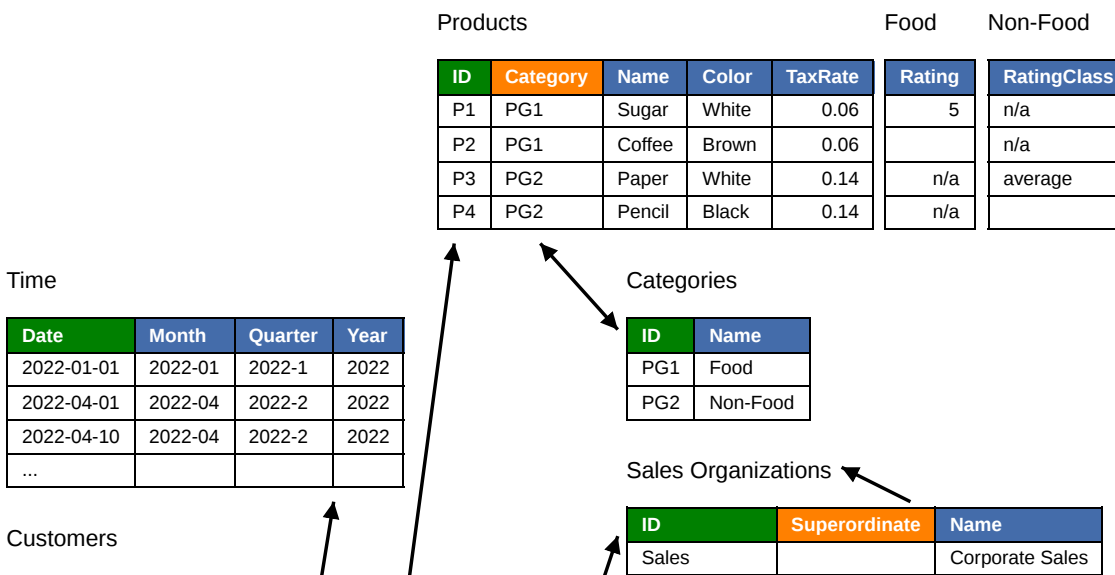 Products Food Non-Food
ID Category Name Color TaxRate Rating RatingClass
P1 PG1 Sugar White 0.06 5 n/a
P2 PG1 Coffee Brown 0.06 n/a
P3 PG2 Paper White 0.14 n/a average
P4 PG2 Pencil Black 0.14 n/a
Time
Date Month Quarter Year
2022-01-01 2022-01 2022-1 2022
2022-04-01 2022-04 2022-2 2022
2022-04-10 2022-04 2022-2 2022
...
Categories
ID Name
PG1 Food
PG2 Non-Food
Sales Organizations
ID Superordinate Name
Sales Corporate Sales
Customers